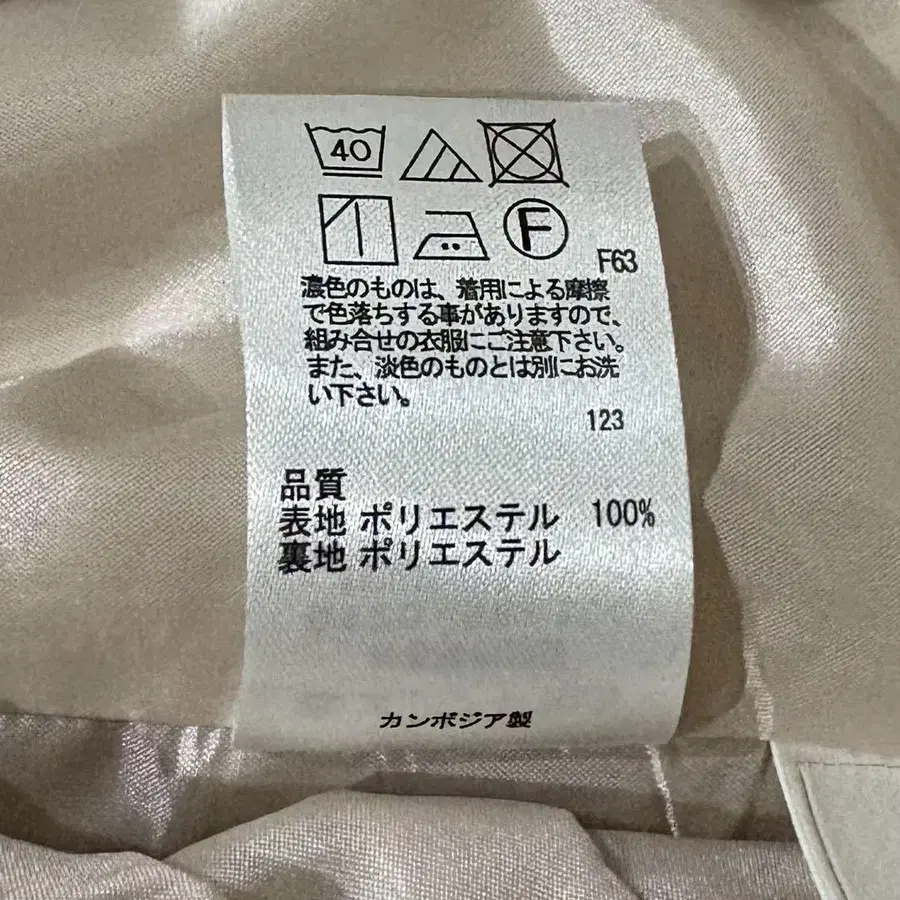 40
F
F63
濃色のものは、着用による摩擦
で色落ちする事がありますので、
組み合せの衣服にご注意下さい。
また、淡色のものとは別にお洗
い下さい。
123
品質
表地 ポリエステル 100%
裏地 ポリエステル
カンボジア製